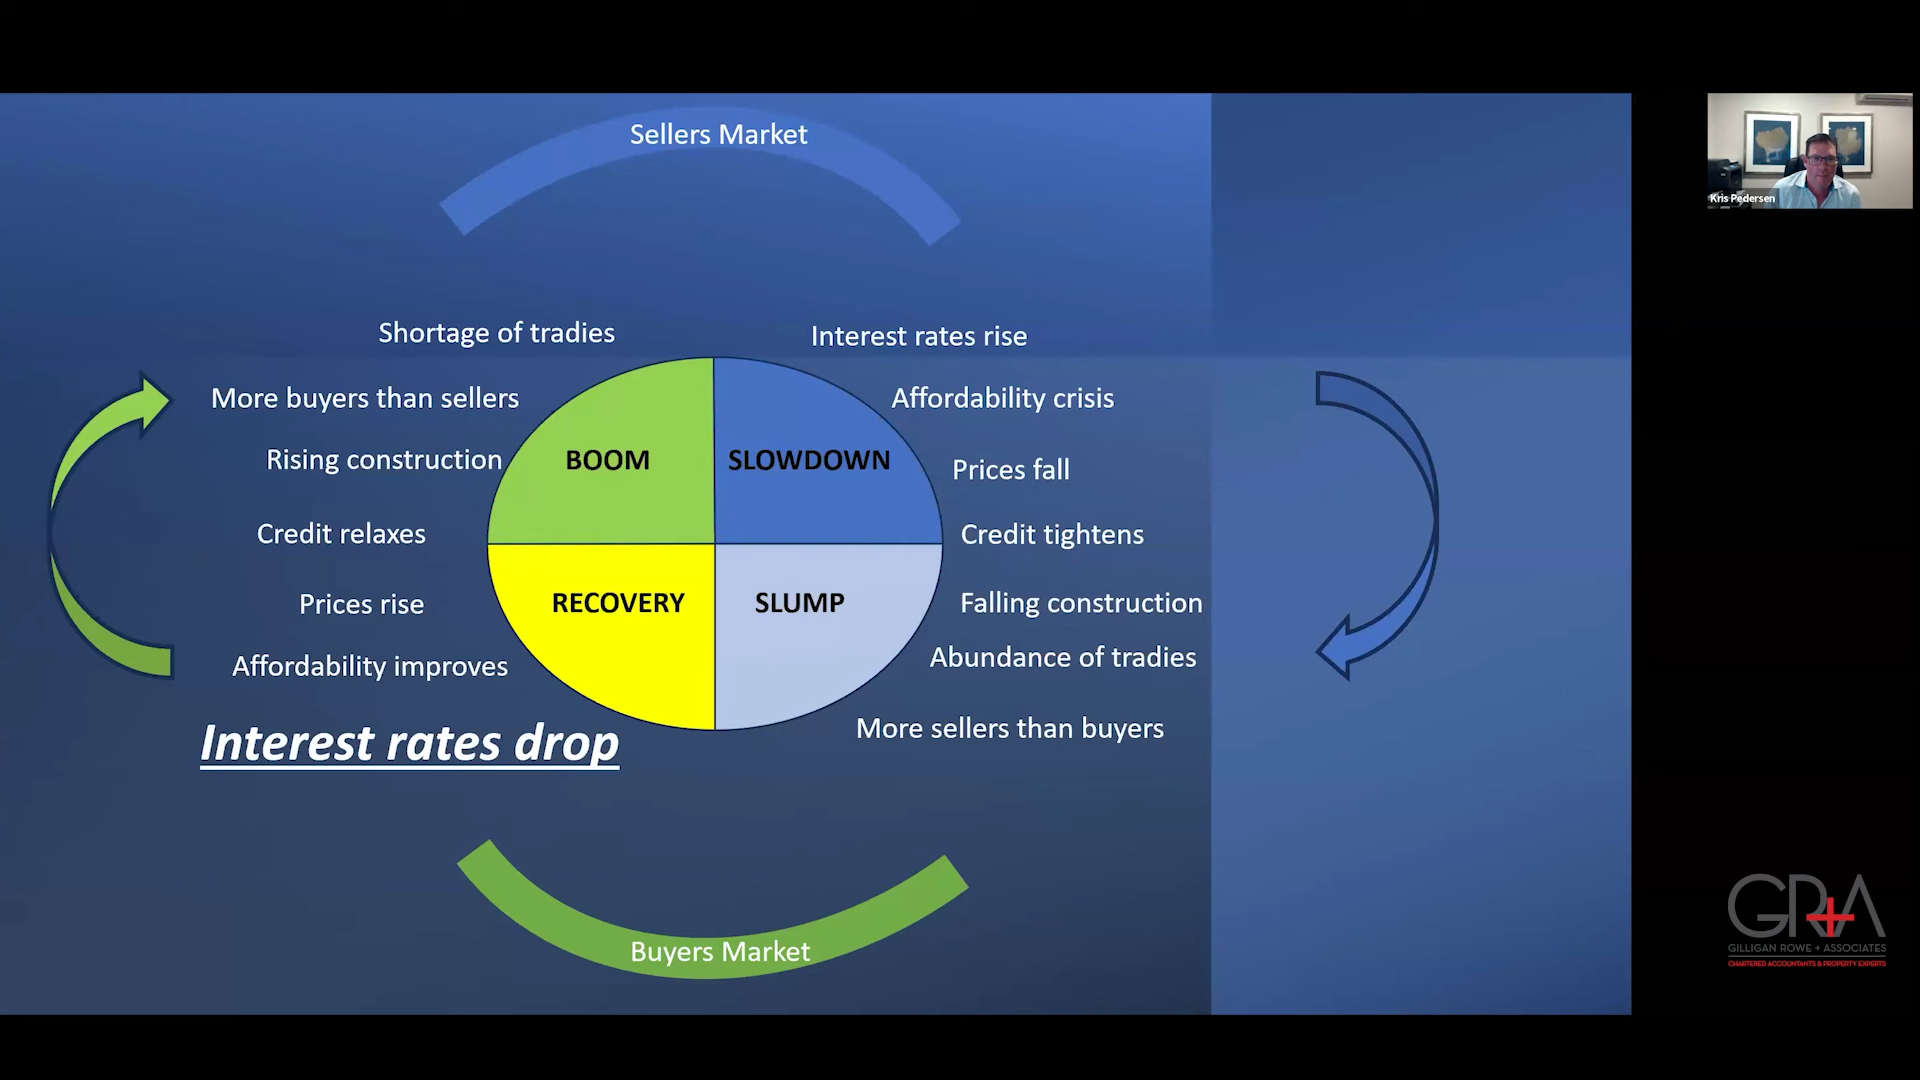 Sellers Market
Shortage of tradies
Interest rates rise
More buyers than sellers
Affordability crisis
Rising construction
BOOM
SLOWDOWN
Prices fall
Credit relaxes
Credit tightens
Prices rise
RECOVERY
SLUMP
Falling construction
Affordability improves
Abundance of tradies
Interest rates drop
More sellers than buyers
Buyers Market
Kris Pedersen
GR+A
GILLIGAN ROWE + ASSOCIATES
CHARTERED ACCOUNTANTS & PROPERTY EXPERTS